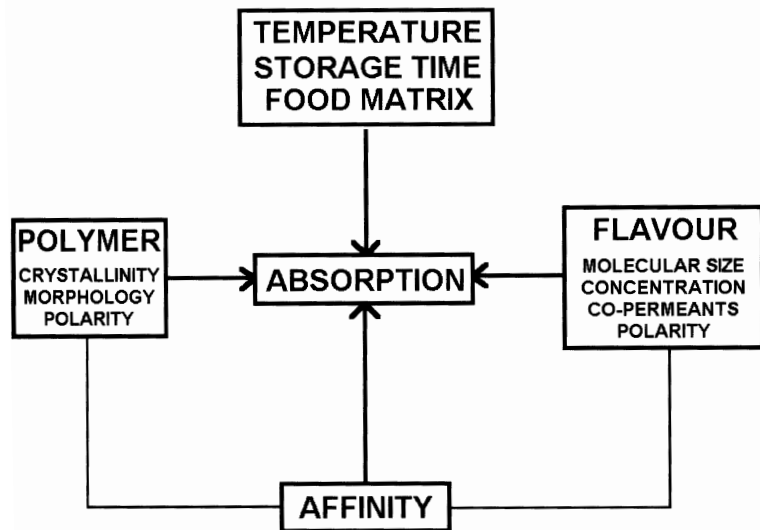 TEMPERATURE
STORAGE TIME
FOOD MATRIX
POLYMER
CRYSTALLINITY
MORPHOLOGY
POLARITY
ABSORPTION
FLAVOUR
MOLECULAR SIZE
CONCENTRATION
CO-PERMEANTS
POLARITY
AFFINITY